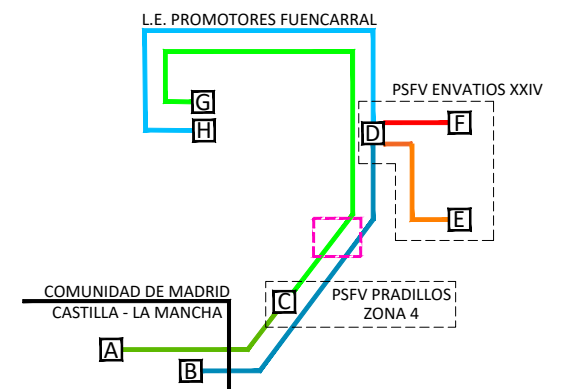 L.E. PROMOTORES FUENCARRAL
PSFV ENVATIOS XXIV
G
F
H
D
E
COMUNIDAD DE MADRID
CASTILLA - LA MANCHA
C
PSFV PRADILLOS
ZONA 4
A
B